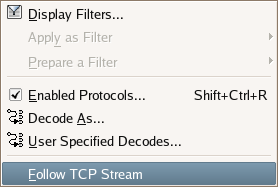 Display Filters...
Apply as Filter
Prepare a Filter
Enabled Protocols... Shift+Ctrl+R
Decode As...
User Specified Decodes...
Follow TCP Stream